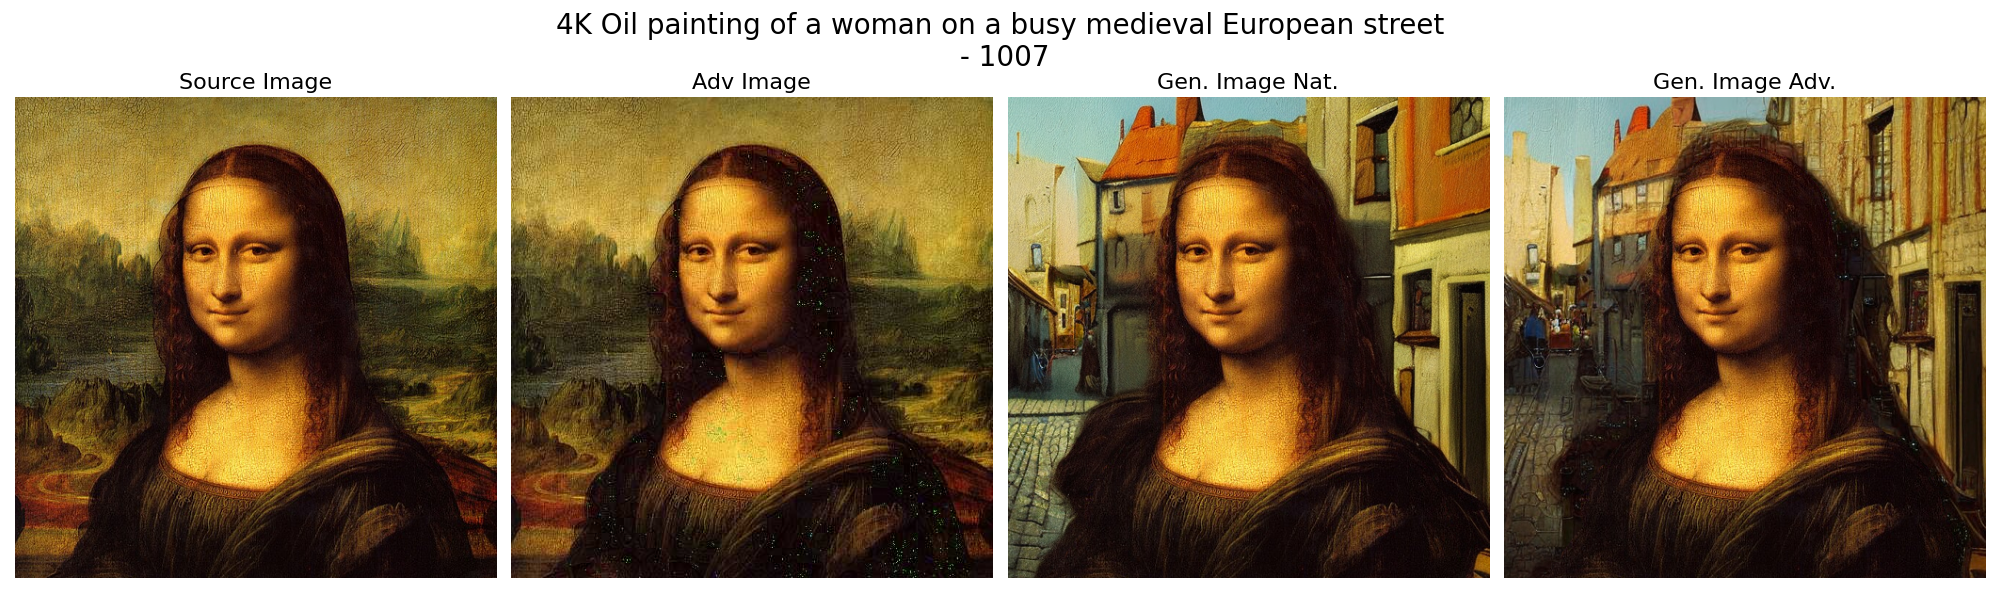 4K Oil painting of a woman on a busy medieval European street
- 1007
Source Image
Adv Image
Gen. Image Nat.
Gen. Image Adv.